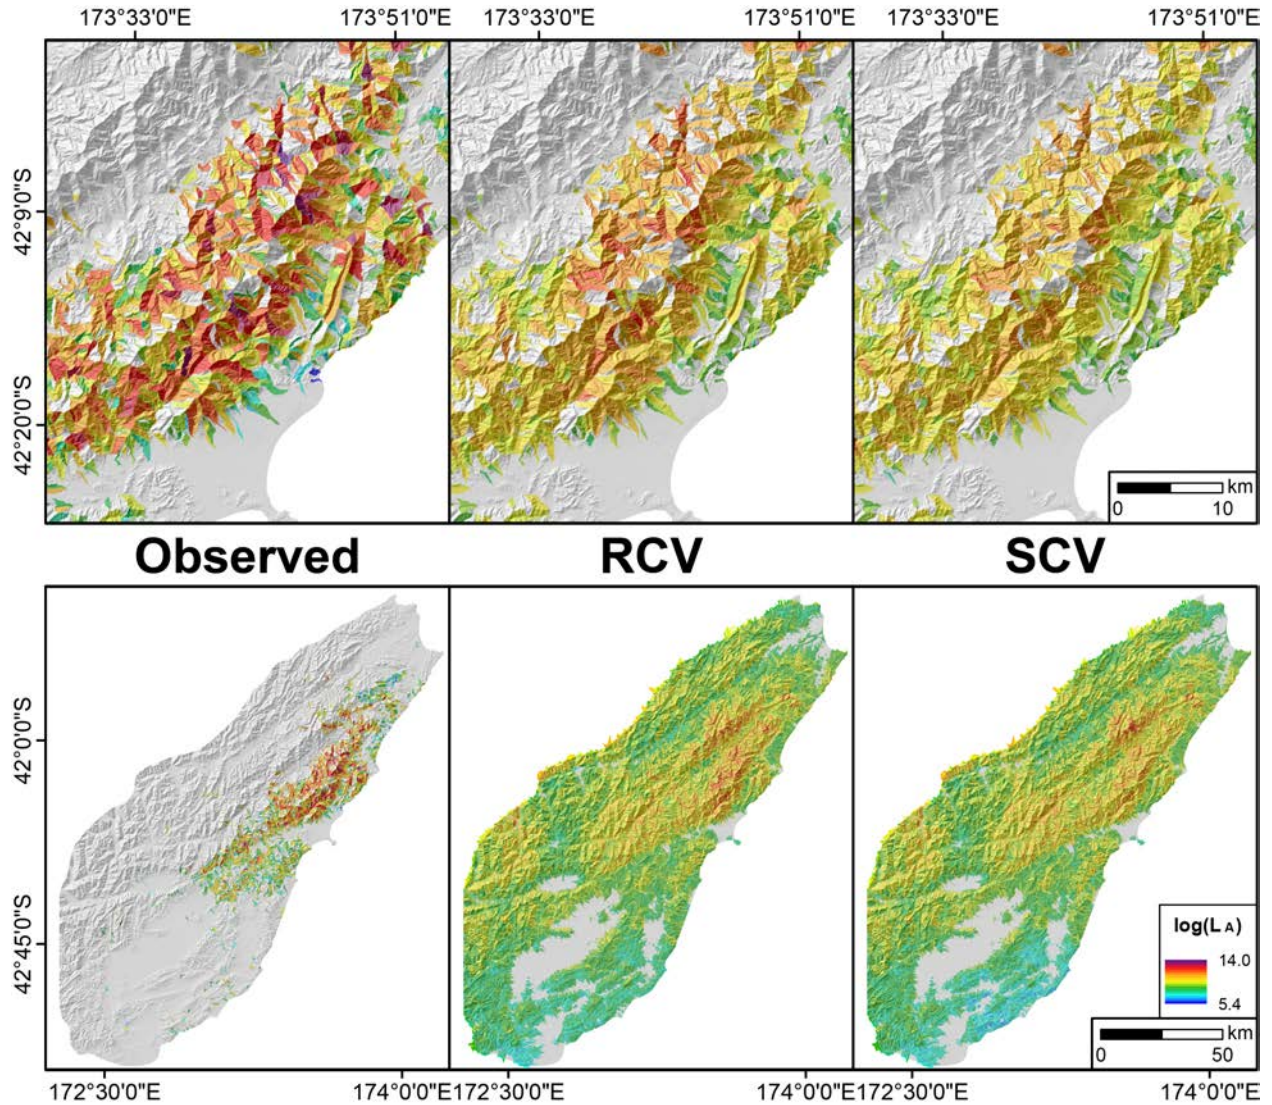 173°33'0"E 173°51'0"E 173°33'0"E 173°51'0"E 173°33'0"E 173°51'0"E
42°9'0"S
42°20'0"S
km
0 10
Observed RCV SCV
42°0'0"S
42°45'0"S
log(L A)
14.0
5.4
km
0 50
172°30'0"E 174°0'0"E 172°30'0"E 174°0'0"E 172°30'0"E 174°0'0"E